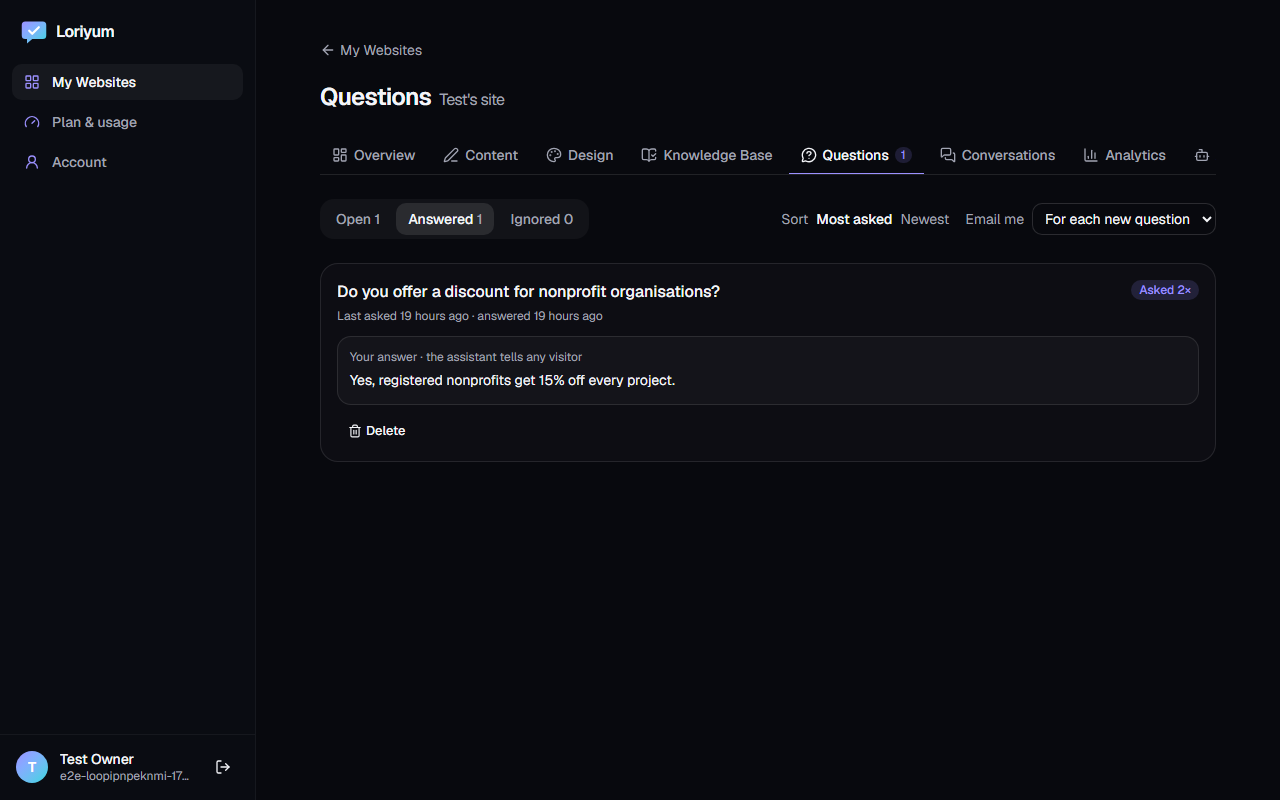 Loriyum
My Websites
Plan & usage
Account
My Websites
Questions Test's site
Overview Content Design Knowledge Base Questions 1 Conversations Analytics
Open 1 Answered 1 Ignored 0 Sort Most asked Newest Email me For each new question
Do you offer a discount for nonprofit organisations? Asked 2×
Last asked 19 hours ago · answered 19 hours ago
Your answer · the assistant tells any visitor
Yes, registered nonprofits get 15% off every project.
Delete
T Test Owner
e2e-loopipnpeknmi-17...